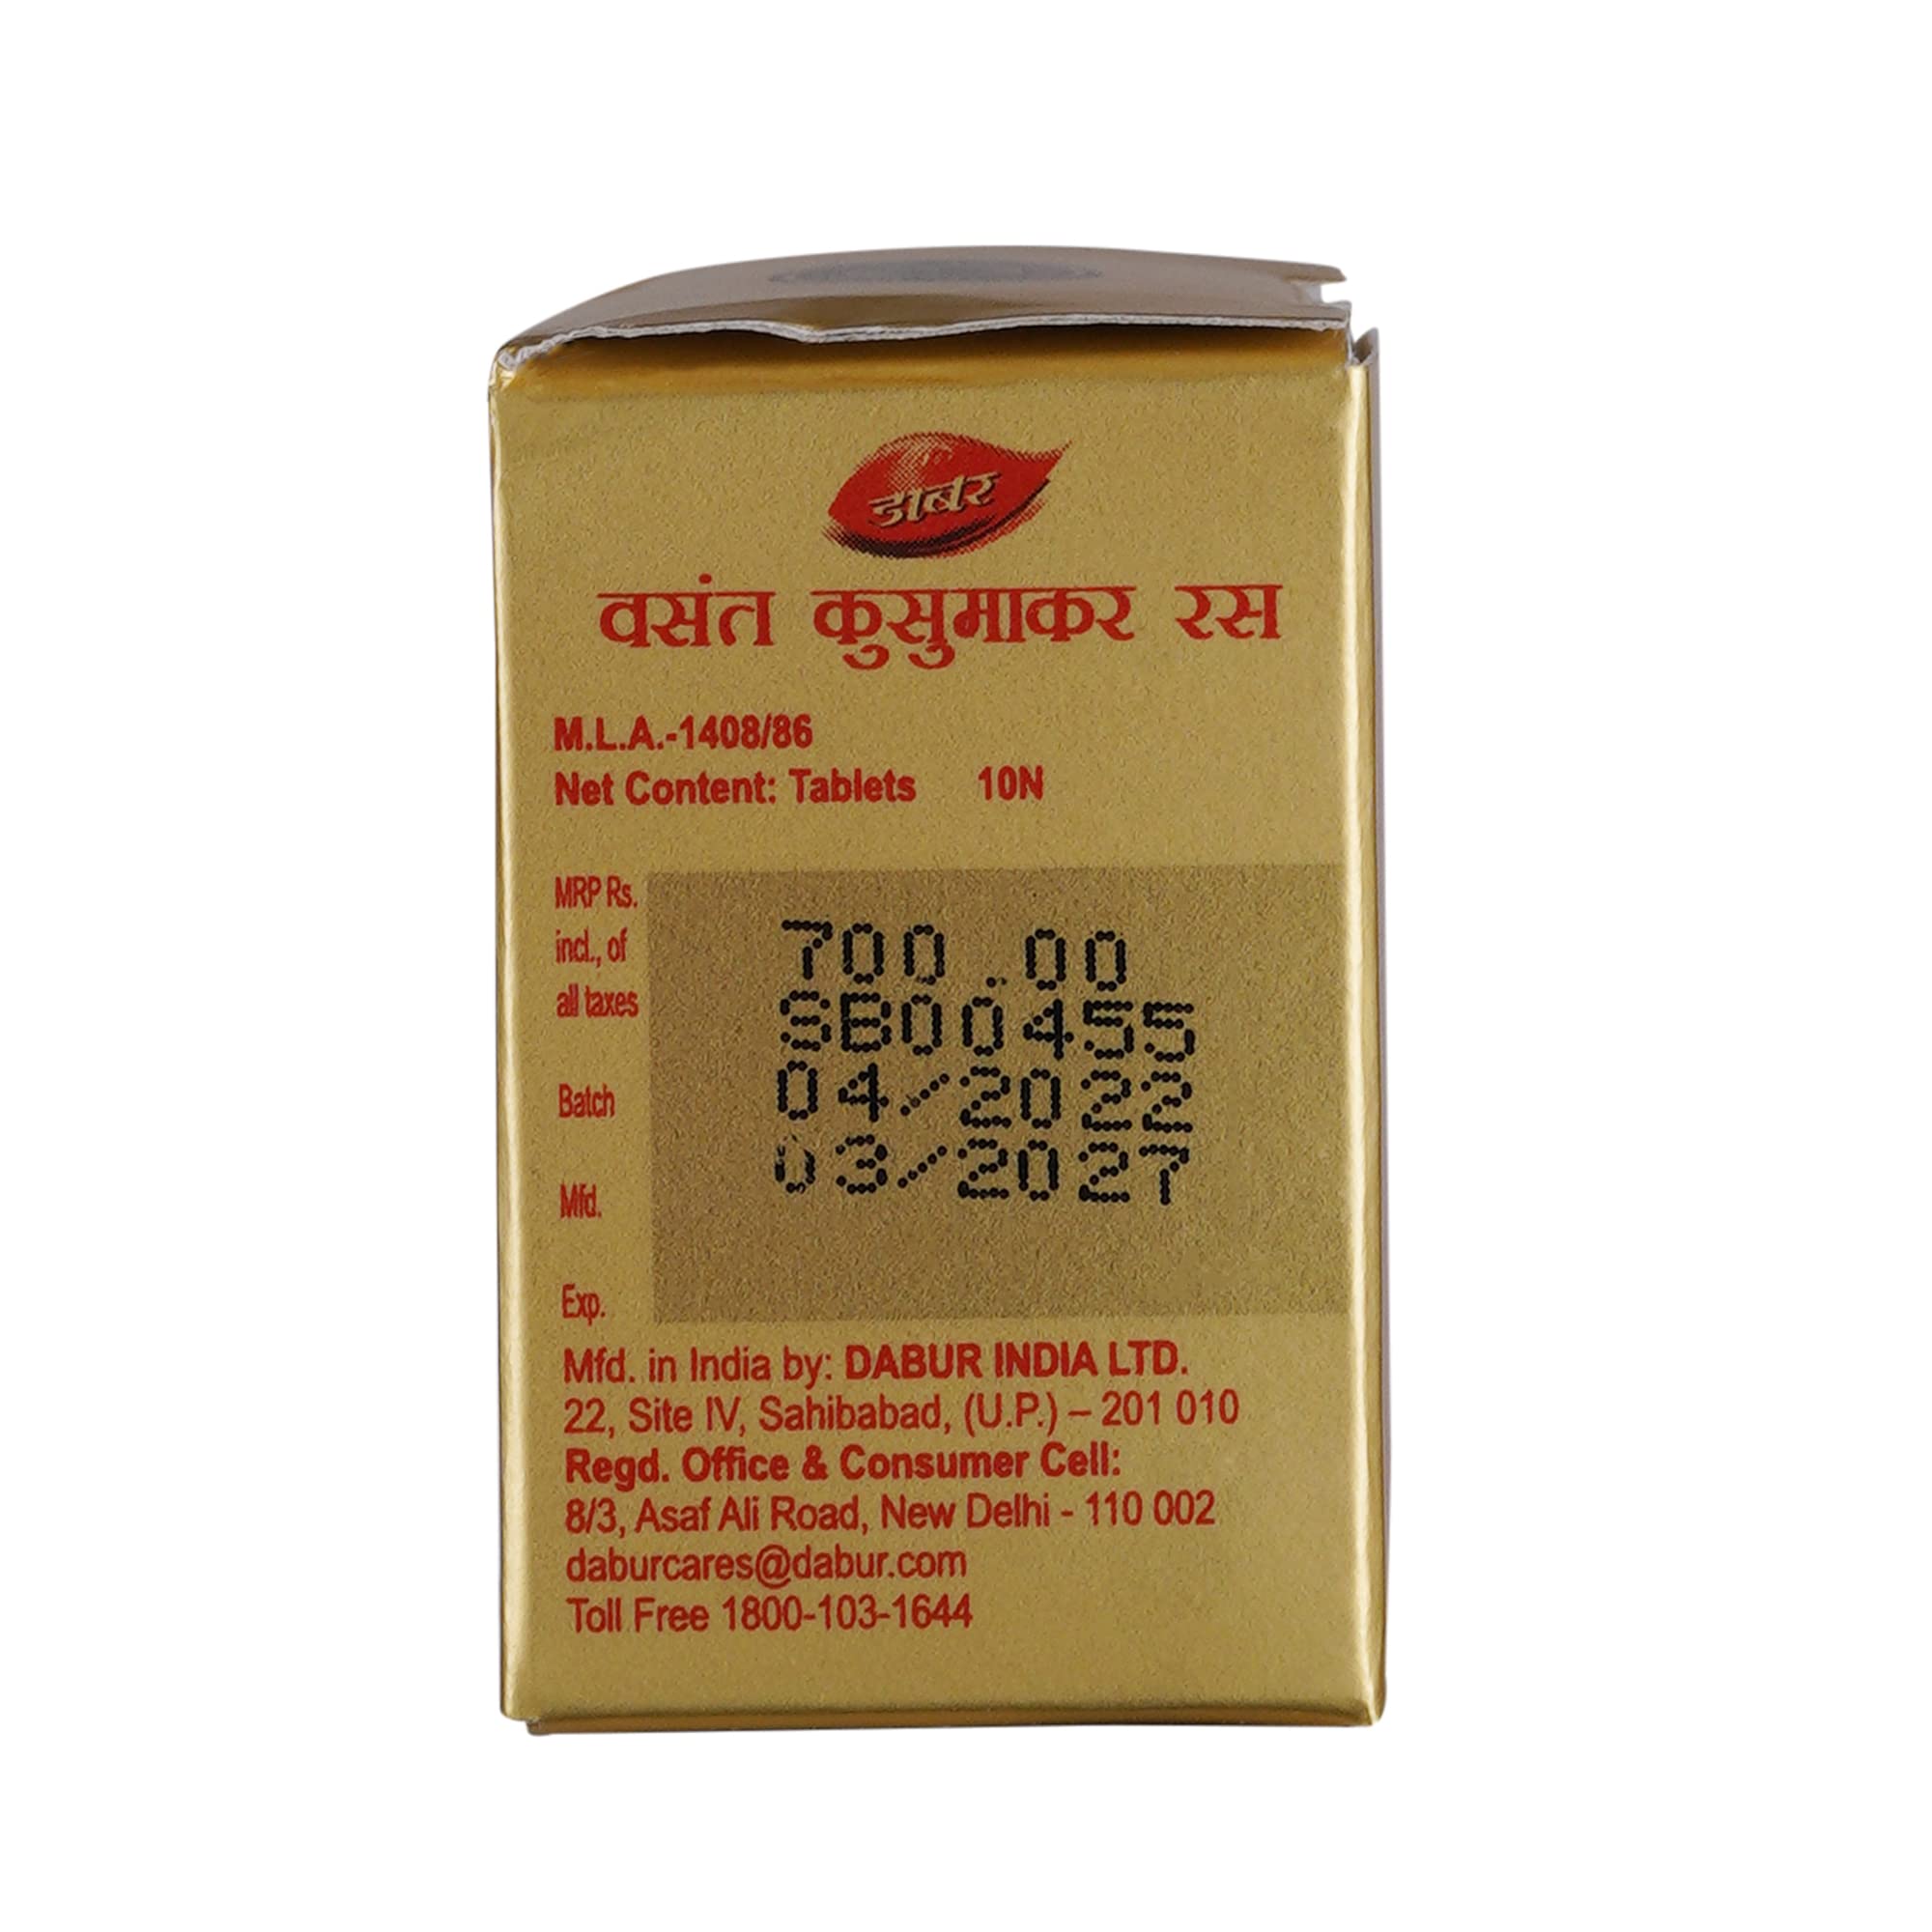 डाबर
वसंत कुसुमाकर रस
M.L.A.-1408/86
Net Content: Tablets 10N
MRP Rs.
incl., of
all taxes
700.00
SB00455
04/2022
03/2027
Batch
Mfd.
Exp.
Mfd. in India by: DABUR INDIA LTD.
22, Site IV, Sahibabad, (U.P.) – 201 010
Regd. Office & Consumer Cell:
8/3, Asaf Ali Road, New Delhi - 110 002
daburcares@dabur.com
Toll Free 1800-103-1644